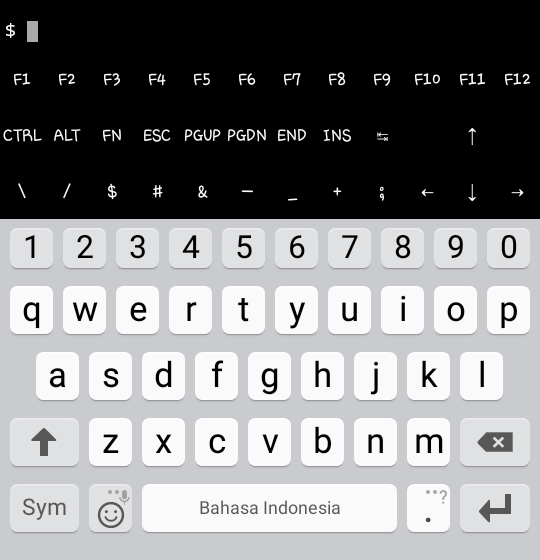 $
F1 F2 F3 F4 F5 F6 F7 F8 F9 F10 F11 F12
CTRL ALT FN ESC PGUP PGDN END INS ↹ ↑
\ / $ # & – _ + ; ← ↓ →
1 2 3 4 5 6 7 8 9 0
q w e r t y u i o p
a s d f g h j k l
z x c v b n m
Sym Bahasa Indonesia . ?